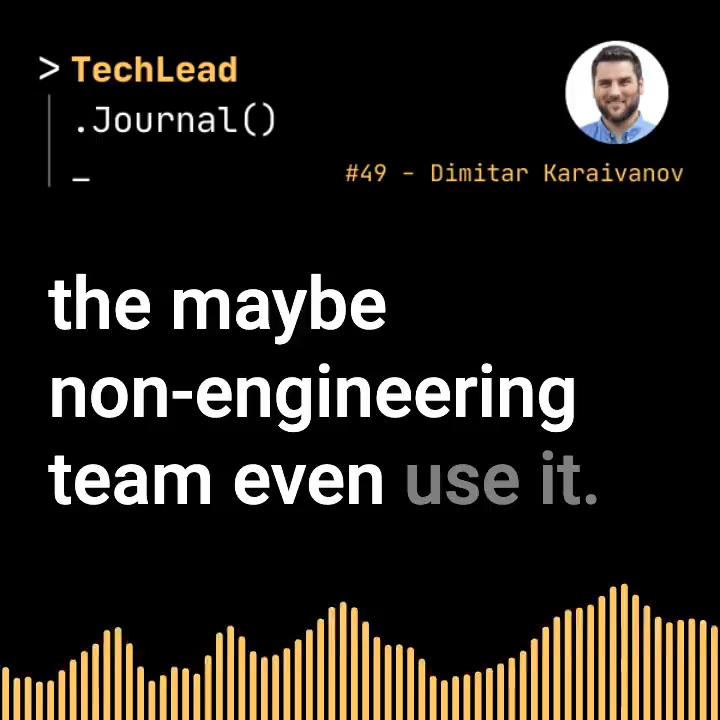 > TechLead
.Journal()
_
#49 - Dimitar Karaivanov
the maybe
non-engineering
team even use it.